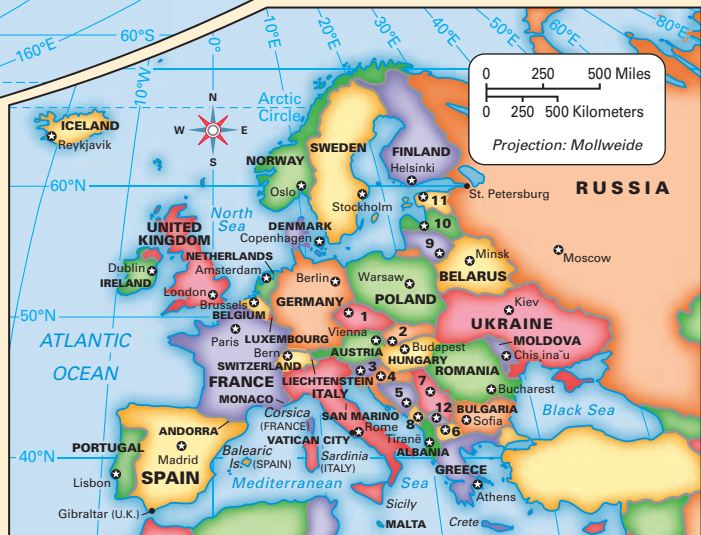 160°E
60°S
10°W
0°
10°E
20°E
30°E
40°E
50°E
60°E
80°E
0 250 500 Miles
0 250 500 Kilometers
Projection: Mollweide
N
W E
S
Arctic
Circle
ICELAND
Reykjavik
NORWAY
SWEDEN
FINLAND
Helsinki
Oslo
Stockholm
60°N
11
St. Petersburg
RUSSIA
North
Sea
10
UNITED
KINGDOM
DENMARK
Copenhagen
9
Minsk
Moscow
NETHERLANDS
Amsterdam
BELARUS
Dublin
IRELAND
Berlin
Warsaw
London
Brussels
BELGIUM
GERMANY
POLAND
Kiev
50°N
1
UKRAINE
ATLANTIC
OCEAN
Paris
LUXEMBOURG
Vienna
2
MOLDOVA
Bern
AUSTRIA
Budapest
HUNGARY
Chis ina˘u
SWITZERLAND
3
4
ROMANIA
FRANCE
LIECHTENSTEIN
ITALY
7
Bucharest
MONACO
5
Corsica
(FRANCE)
SAN MARINO
8
12
BULGARIA
Black Sea
ANDORRA
Rome
6
Sofia
PORTUGAL
VATICAN CITY
Tiranë
Madrid
Balearic
Is. (SPAIN)
Sardinia
(ITALY)
ALBANIA
40°N
SPAIN
GREECE
Lisbon
Mediterranean Sea
Athens
Gibraltar (U.K.)
Sicily
MALTA
Crete